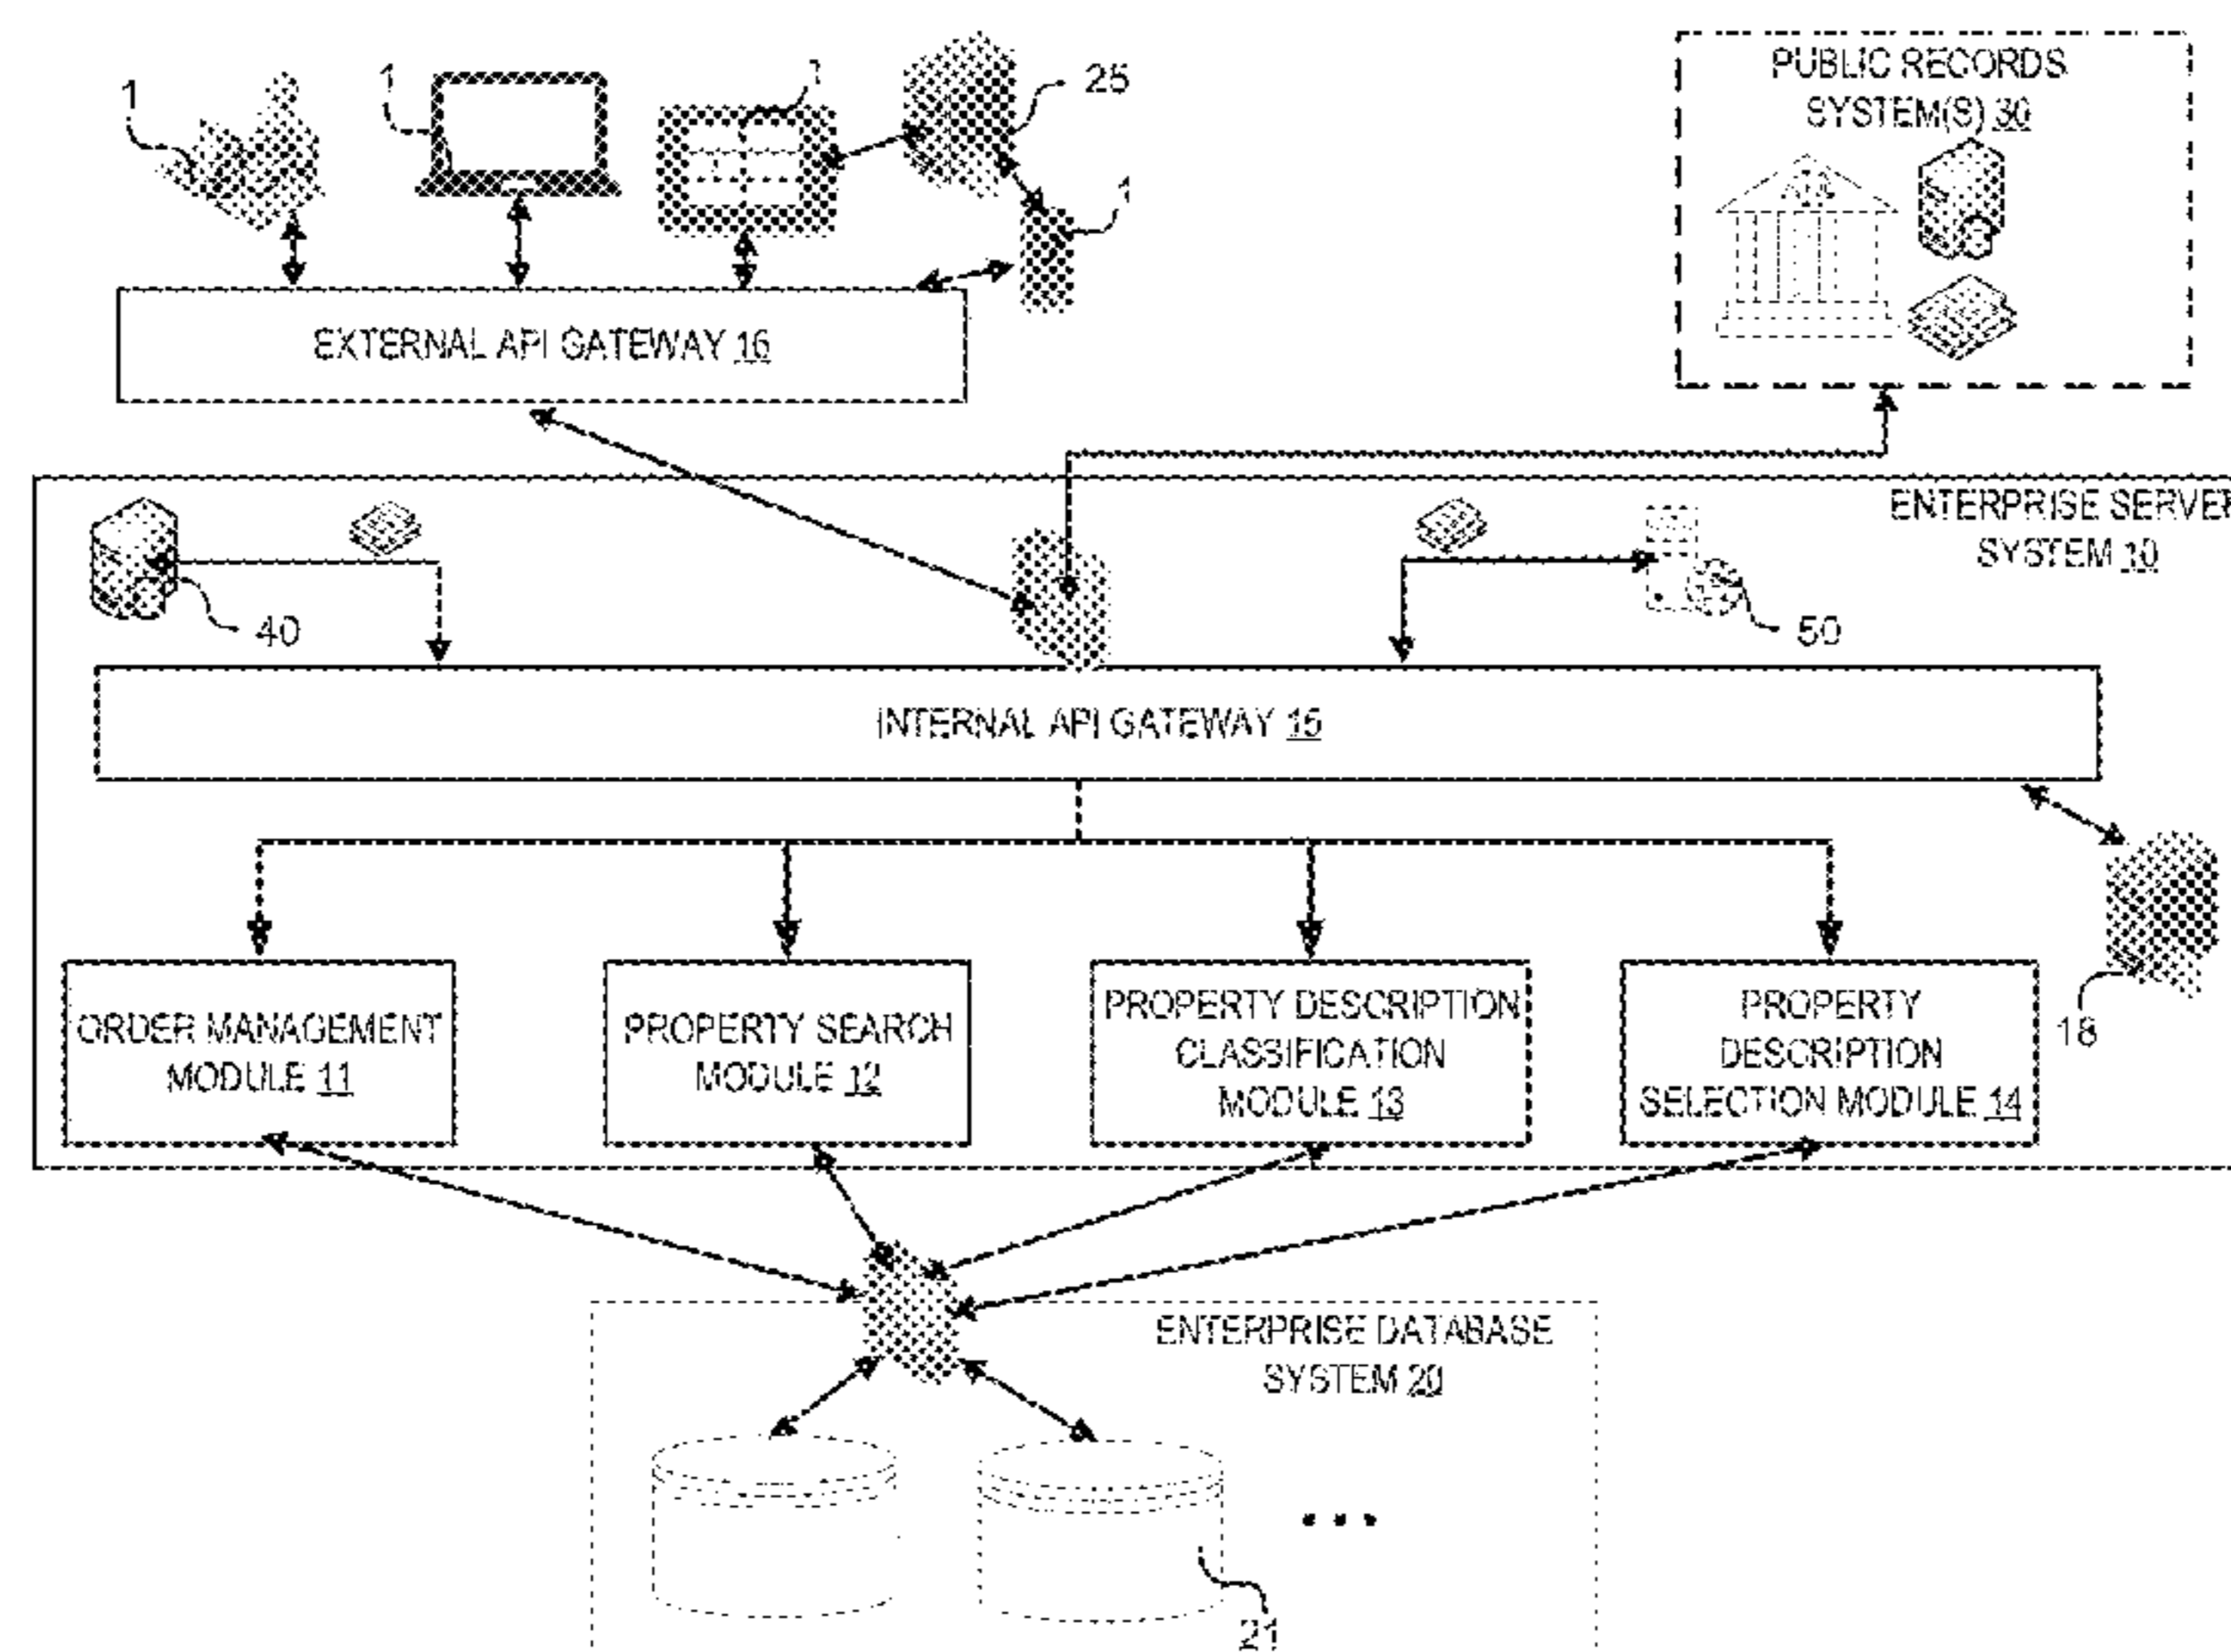 1
1
1
25
1
PUBLIC RECORDS
SYSTEM(S) 30
EXTERNAL API GATEWAY 16
ENTERPRISE SERVER
SYSTEM 10
40
50
INTERNAL API GATEWAY 15
ORDER MANAGEMENT
MODULE 11
PROPERTY SEARCH
MODULE 12
PROPERTY DESCRIPTION
CLASSIFICATION
MODULE 13
PROPERTY
DESCRIPTION
SELECTION MODULE 14
18
ENTERPRISE DATABASE
SYSTEM 20
21